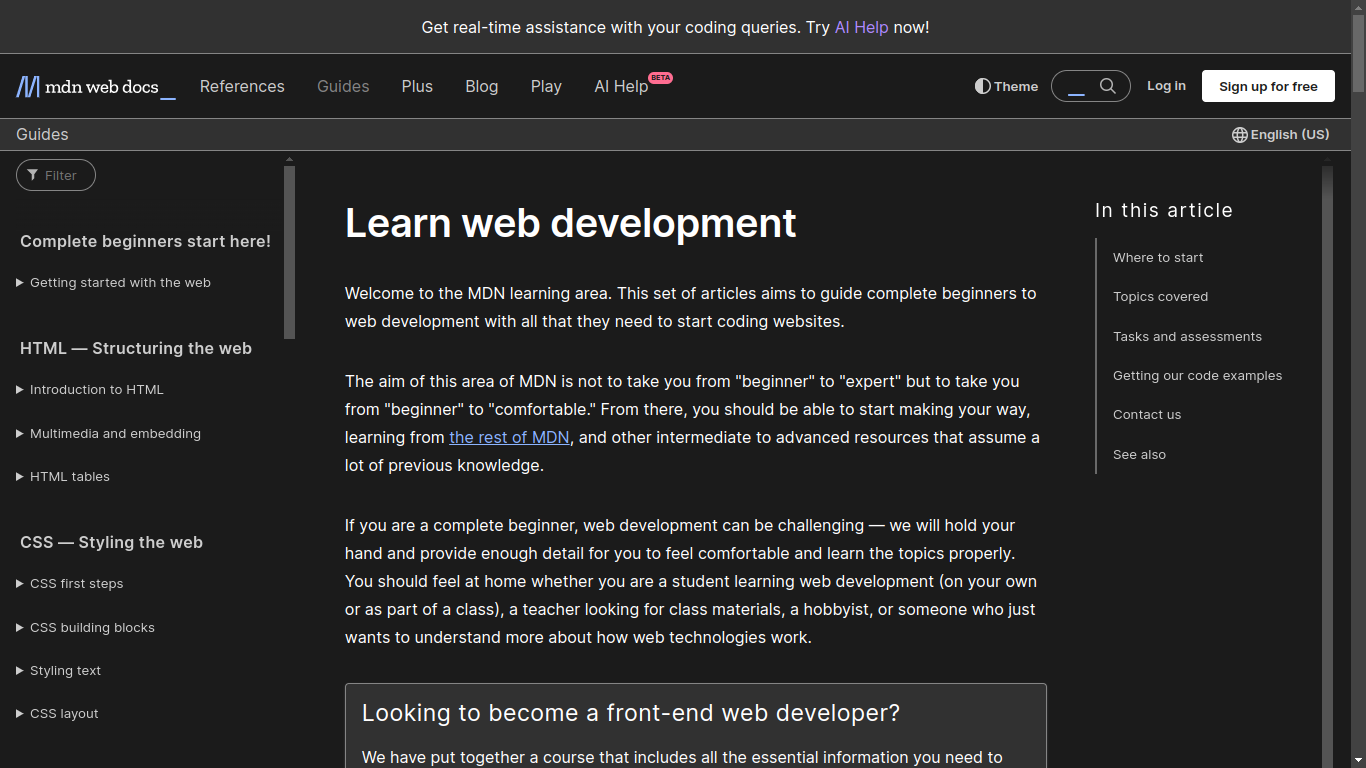 Get real-time assistance with your coding queries. Try AI Help now!
mdn web docs_
References
Guides
Plus
Blog
Play
AI Help
BETA
Theme
Log in
Sign up for free
Guides
English (US)
Filter
Complete beginners start here!
Getting started with the web
HTML — Structuring the web
Introduction to HTML
Multimedia and embedding
HTML tables
CSS — Styling the web
CSS first steps
CSS building blocks
Styling text
CSS layout
Learn web development
Welcome to the MDN learning area. This set of articles aims to guide complete beginners to
web development with all that they need to start coding websites.
The aim of this area of MDN is not to take you from "beginner" to "expert" but to take you
from "beginner" to "comfortable." From there, you should be able to start making your way,
learning from the rest of MDN, and other intermediate to advanced resources that assume a
lot of previous knowledge.
If you are a complete beginner, web development can be challenging — we will hold your
hand and provide enough detail for you to feel comfortable and learn the topics properly.
You should feel at home whether you are a student learning web development (on your own
or as part of a class), a teacher looking for class materials, a hobbyist, or someone who just
wants to understand more about how web technologies work.
Looking to become a front-end web developer?
We have put together a course that includes all the essential information you need to
In this article
Where to start
Topics covered
Tasks and assessments
Getting our code examples
Contact us
See also